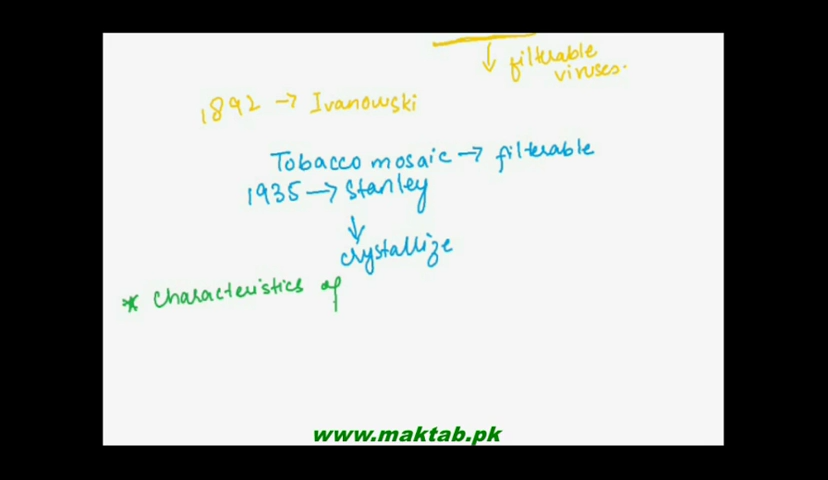 ↓ filterable
viruses.
1892 → Ivanowski
Tobacco mosaic → filterable
1935 → Stanley
↓
crystallize
* Characteristics of
www.maktab.pk